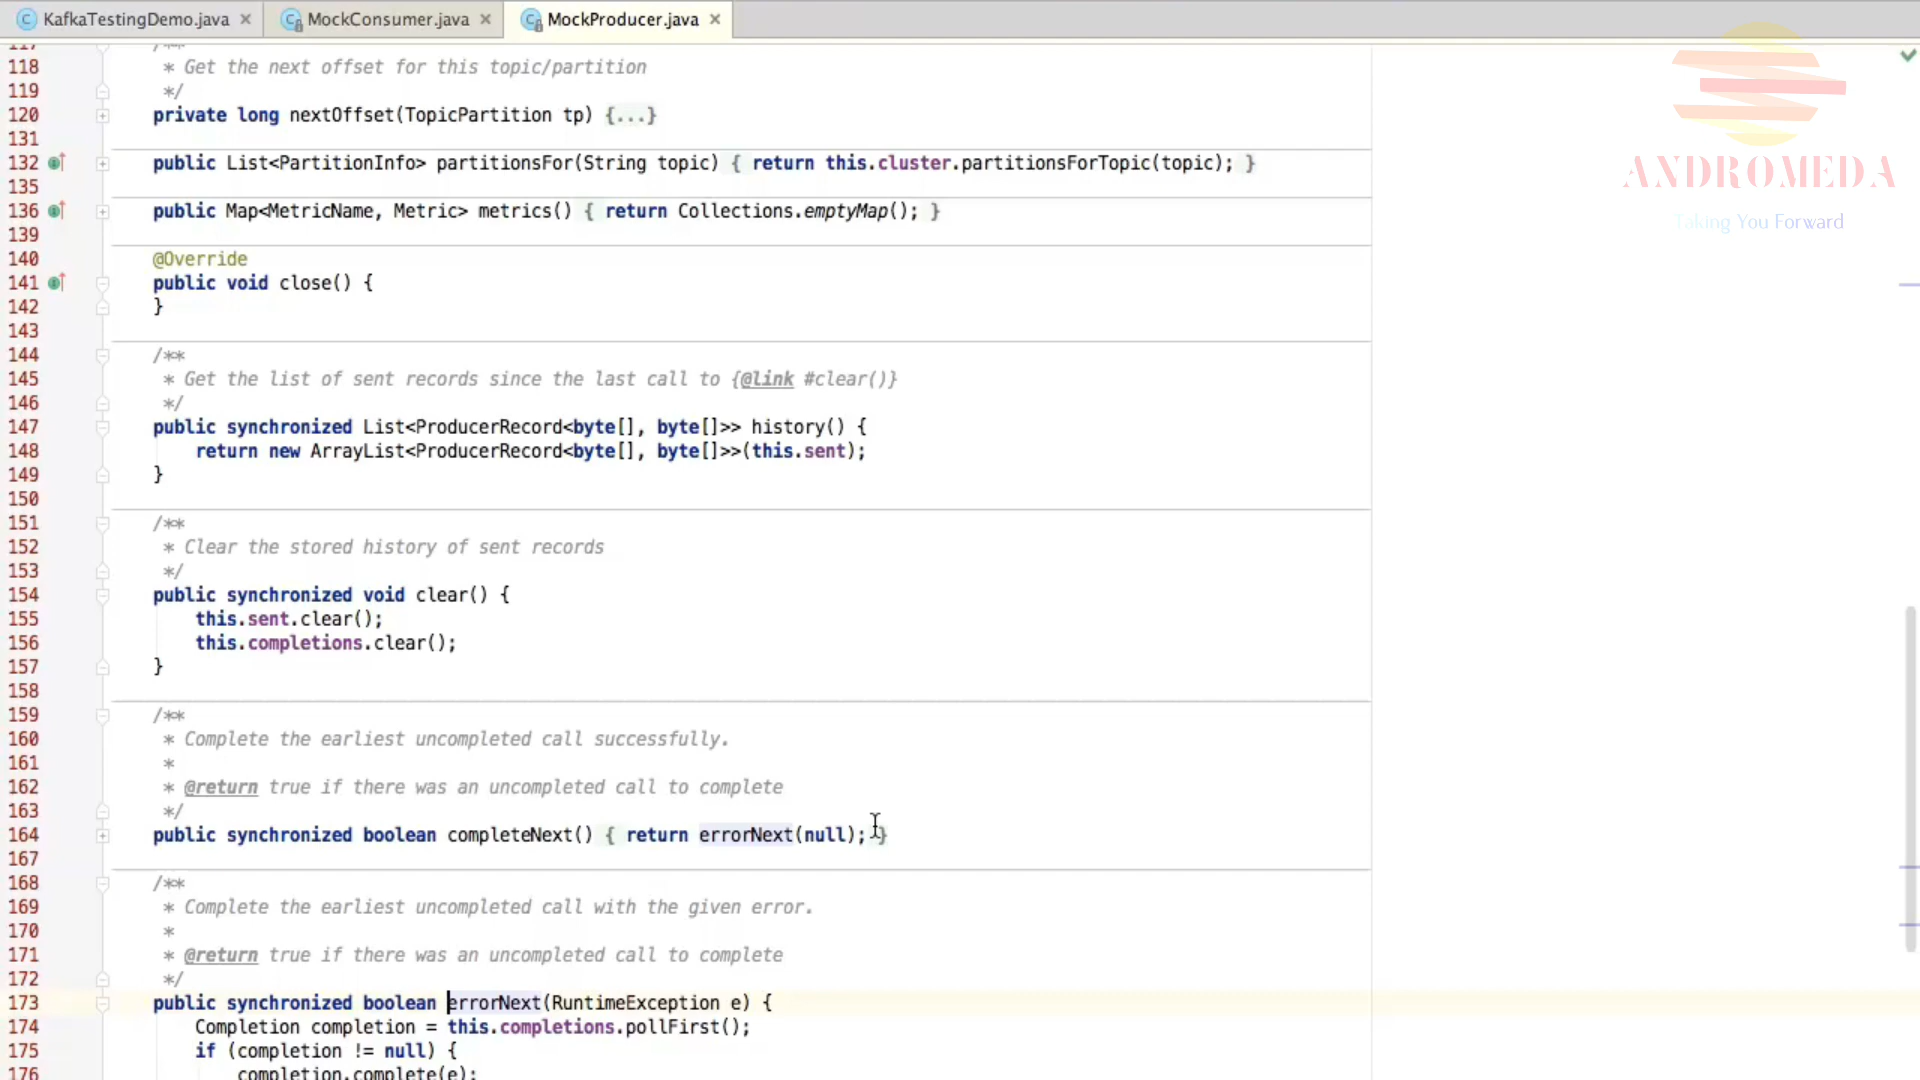 KafkaTestingDemo.java
MockConsumer.java
MockProducer.java
117 /**
118 * Get the next offset for this topic/partition
119 */
120 private long nextOffset(TopicPartition tp) {...}
131
132 public List<PartitionInfo> partitionsFor(String topic) { return this.cluster.partitionsForTopic(topic); }
135
136 public Map<MetricName, Metric> metrics() { return Collections.emptyMap(); }
139
140 @Override
141 public void close() {
142 }
143
144 /**
145 * Get the list of sent records since the last call to {@link #clear()}
146 */
147 public synchronized List<ProducerRecord<byte[], byte[]>> history() {
148 return new ArrayList<ProducerRecord<byte[], byte[]>>(this.sent);
149 }
150
151 /**
152 * Clear the stored history of sent records
153 */
154 public synchronized void clear() {
155 this.sent.clear();
156 this.completions.clear();
157 }
158
159 /**
160 * Complete the earliest uncompleted call successfully.
161 *
162 * @return true if there was an uncompleted call to complete
163 */
164 public synchronized boolean completeNext() { return errorNext(null); }
167
168 /**
169 * Complete the earliest uncompleted call with the given error.
170 *
171 * @return true if there was an uncompleted call to complete
172 */
173 public synchronized boolean errorNext(RuntimeException e) {
174 Completion completion = this.completions.pollFirst();
175 if (completion != null) {
176 completion.complete(e);
ANDROMEDA
Taking You Forward